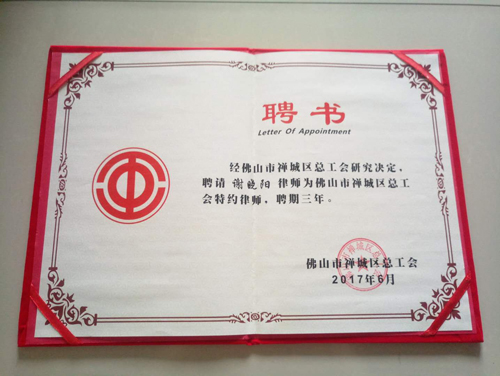 聘书
Letter Of Appointment
经佛山市禅城区总工会研究决定,
聘请 谢晓阳 律师为佛山市禅城区总工
会特约律师,聘期三年。
佛山市禅城区总工会
2017年6月